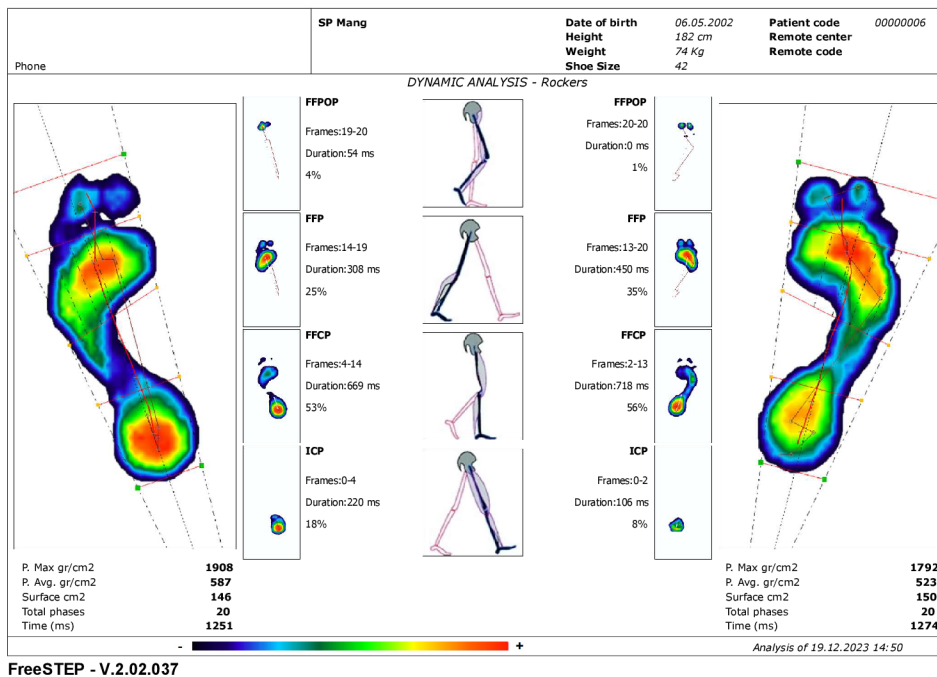 SP Mang
Date of birth 06.05.2002 Patient code 00000006
Height 182 cm Remote center
Weight 74 Kg Remote code
Phone Shoe Size 42
DYNAMIC ANALYSIS - Rockers
FFPOP
Frames:19-20
Duration:54 ms
4%
FFP
Frames:14-19
Duration:308 ms
25%
FFCP
Frames:4-14
Duration:669 ms
53%
ICP
Frames:0-4
Duration:220 ms
18%
FFPOP
Frames:20-20
Duration:0 ms
1%
FFP
Frames:13-20
Duration:450 ms
35%
FFCP
Frames:2-13
Duration:718 ms
56%
ICP
Frames:0-2
Duration:106 ms
8%
P. Max gr/cm2 1908
P. Avg. gr/cm2 587
Surface cm2 146
Total phases 20
Time (ms) 1251
P. Max gr/cm2 1792
P. Avg. gr/cm2 523
Surface cm2 150
Total phases 20
Time (ms) 1274
- +
Analysis of 19.12.2023 14:50
FreeSTEP - V.2.02.037